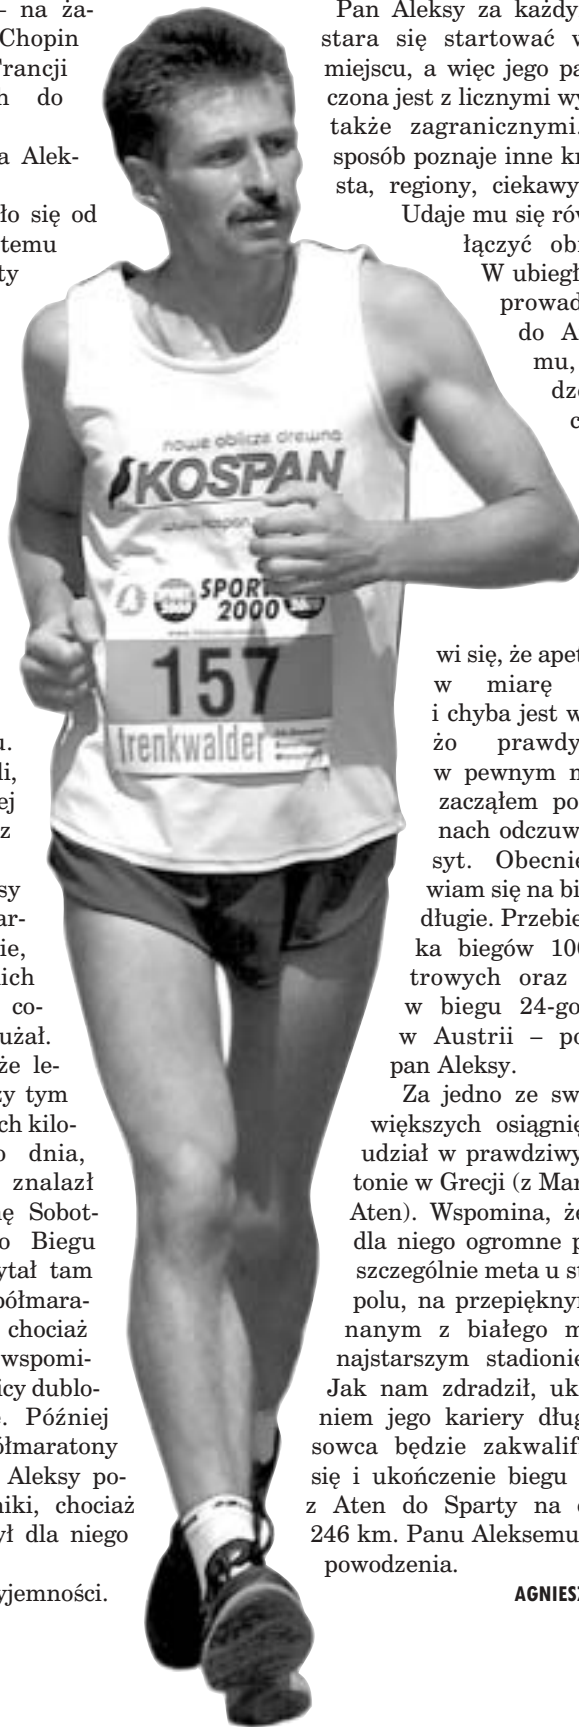 – na ża-
Chopin
Francji
do
Alek-
ło się od
temu
ty
u.
li,
ej
z
sy
ar-
ie,
ich
co-
użał.
że le-
zy tym
ch kilo-
dnia,
znalazł
nę Sobot-
o Biegu
ytał tam
półmara-
chociaż
wspomi-
icy dublo-
. Później
ółmaratony
Aleksy po-
niki, chociaż
ył dla niego
yjemności.
nowe oblicze drewna
KOSPAN
www.kospan
SPOR
2000
157
trenkwalder
Pan Aleksy za każdy
stara się startować w
miejscu, a więc jego pa
czona jest z licznymi wy
także zagranicznymi.
sposób poznaje inne kr
sta, regiony, ciekawy
Udaje mu się rów
łączyć ob
W ubiegł
prowad
do A
mu,
dz
c
wi się, że apet
w miarę
i chyba jest w
żo prawdy
w pewnym m
zacząłem po
nach odczuw
syt. Obecnie
wiam się na bi
długie. Przebie
ka biegów 100
trowych oraz
w biegu 24-go
w Austrii – po
pan Aleksy.
Za jedno ze sw
większych osiągnię
udział w prawdziwy
tonie w Grecji (z Mar
Aten). Wspomina, że
dla niego ogromne p
szczególnie meta u st
polu, na przepięknym
nanym z białego m
najstarszym stadionie
Jak nam zdradził, uk
niem jego kariery dług
sowca będzie zakwalif
się i ukończenie biegu
z Aten do Sparty na
246 km. Panu Aleksemu
powodzenia.
AGNIESZ